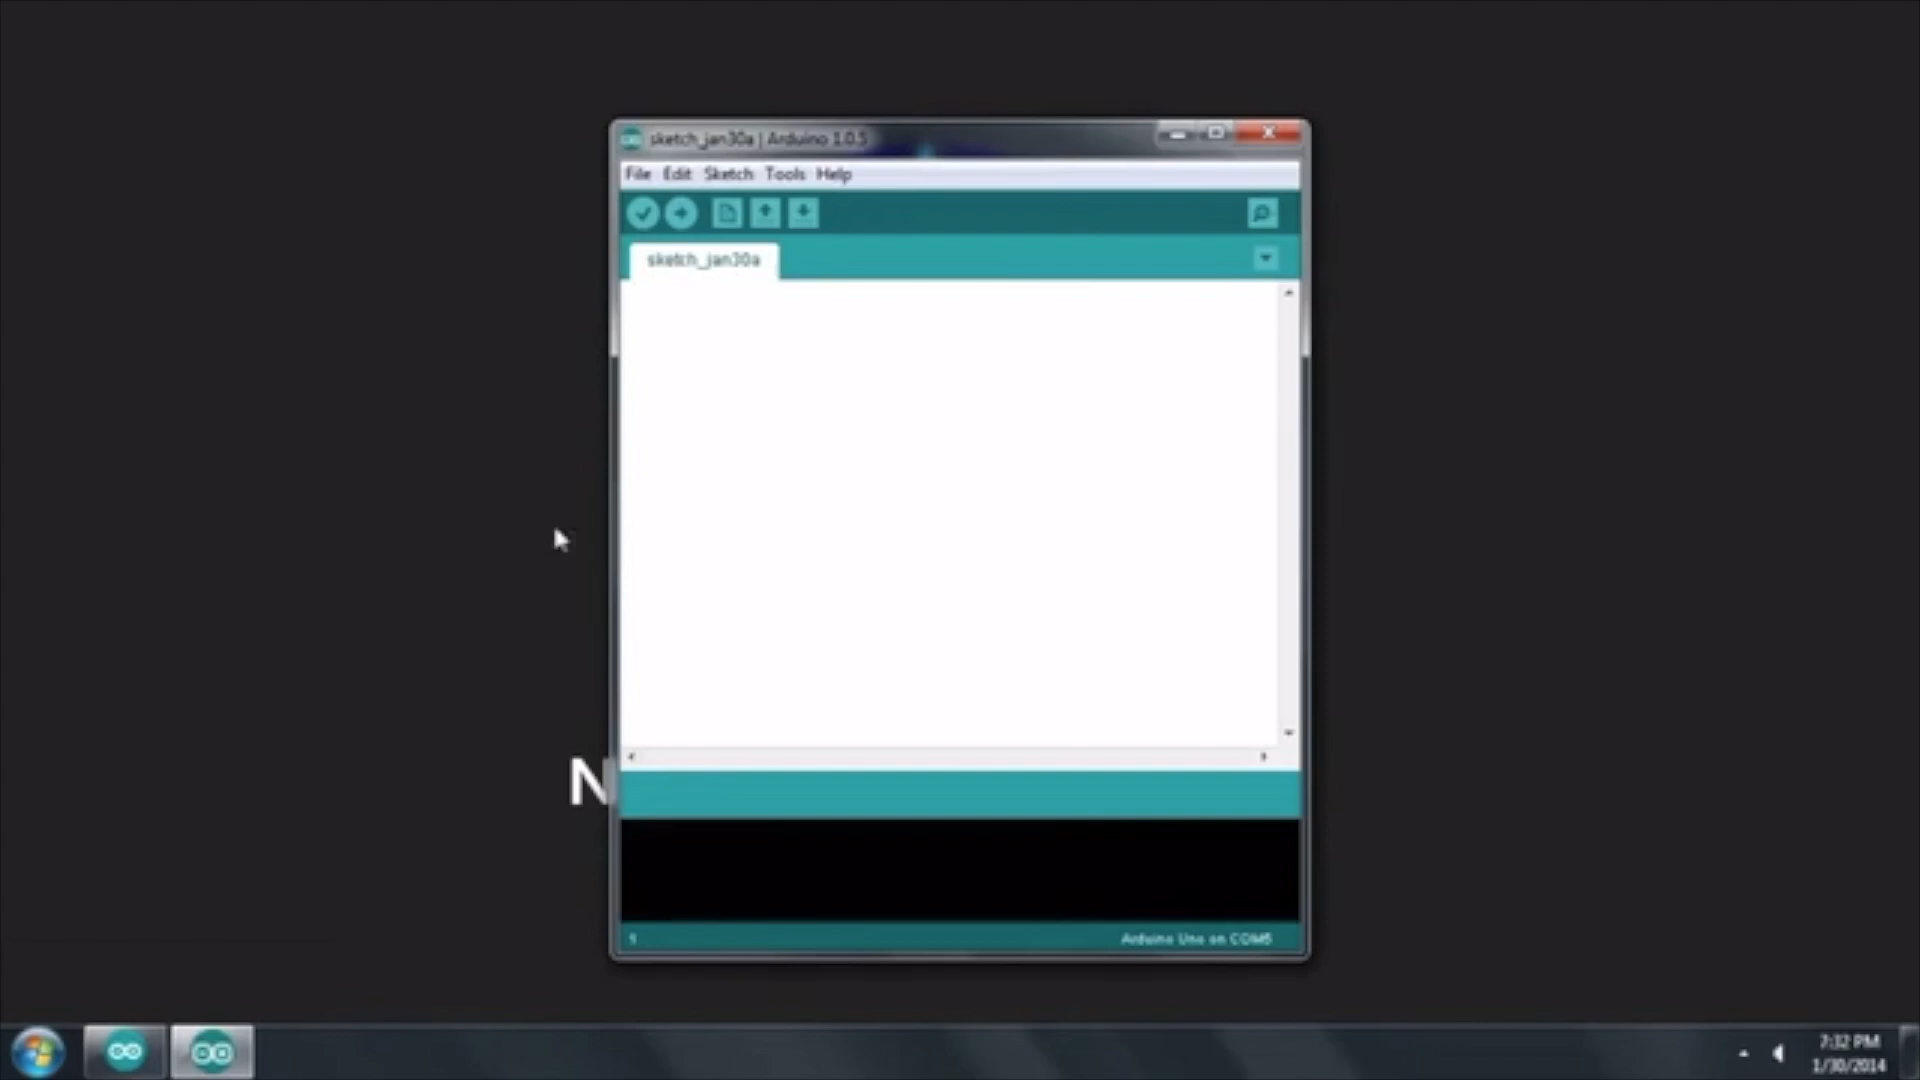 sketch_jan30a | Arduino 1.0.5
File Edit Sketch Tools Help
sketch_jan30a
N
1
Arduino Uno on COM5
7:32 PM
1/30/2014